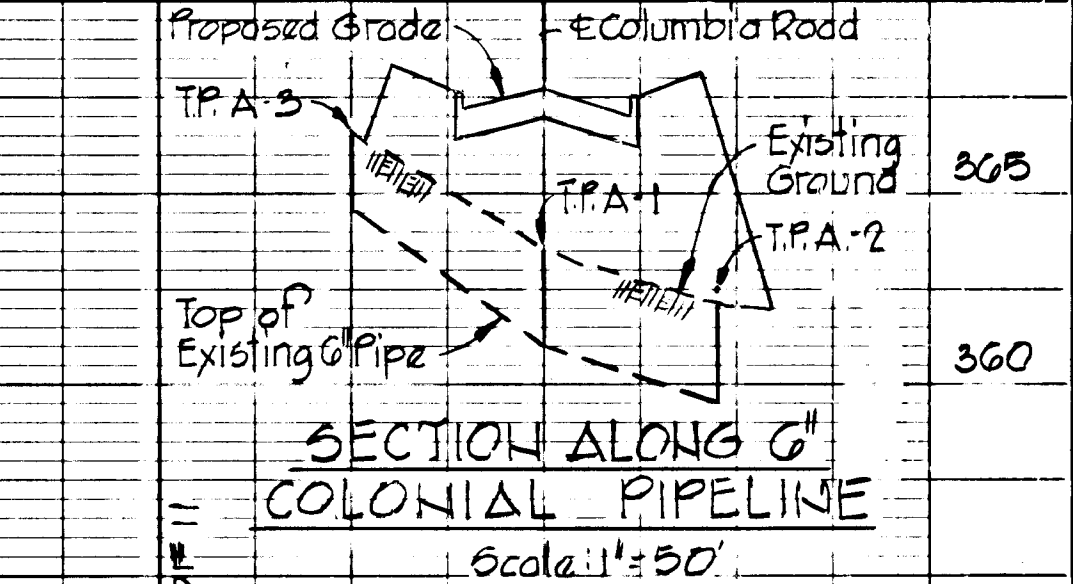 Proposed Grade
℄ Columbia Road
T.P. A-3
Existing
Ground
365
T.P. A-1
T.P. A.-2
Top of
Existing 6" Pipe
360
SECTION ALONG 6"
COLONIAL PIPELINE
Scale: 1" = 50'